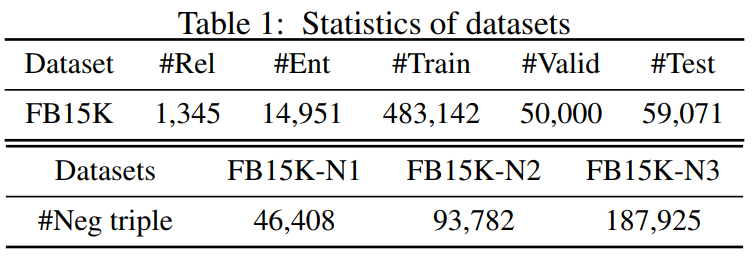 Table 1: Statistics of datasets
Dataset #Rel #Ent #Train #Valid #Test
FB15K 1,345 14,951 483,142 50,000 59,071
Datasets FB15K-N1 FB15K-N2 FB15K-N3
#Neg triple 46,408 93,782 187,925